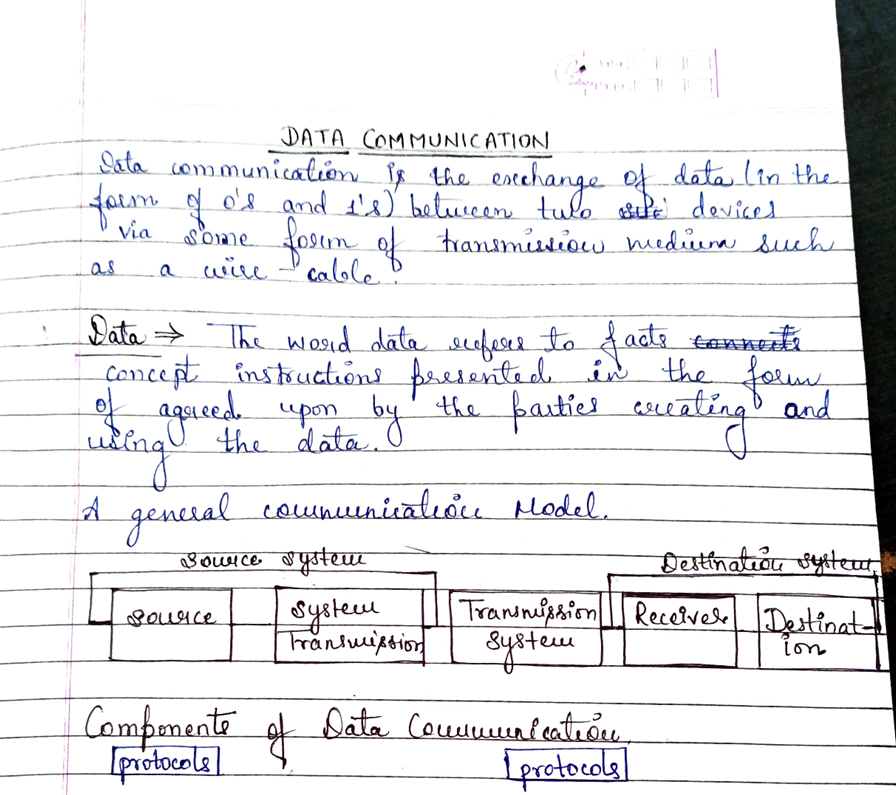 DATA COMMUNICATION
Data communication is the exchange of data (in the
form of 0's and 1's) between two devices
via some form of transmission medium such
as a wire cable.
Data ⇒ The word data refers to facts
concept instructions presented in the form
of agreed upon by the parties creating and
using the data.
A general communication Model.
Source system Destination system
Source System Transmission Transmission System Receiver Destinat-ion
Components of Data Communication
protocols protocols